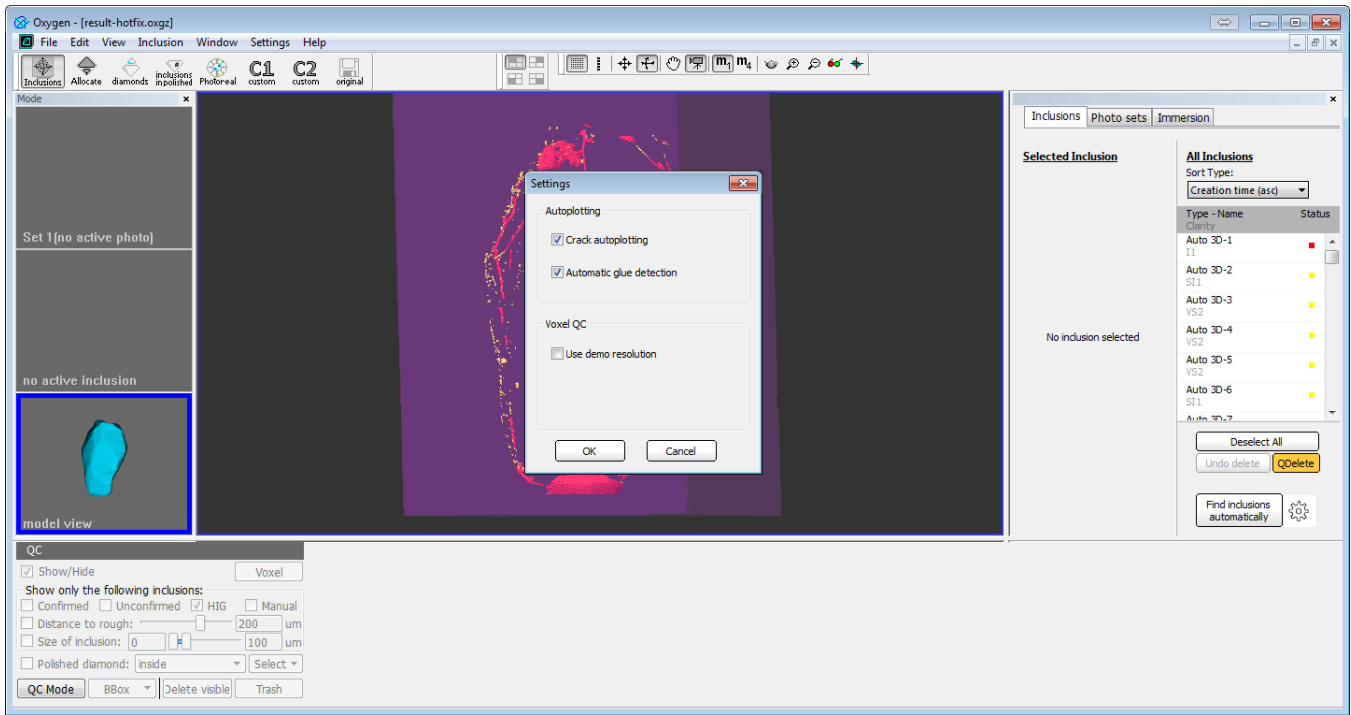 Oxygen - [result-hotfix.oxgz]
File Edit View Inclusion Window Settings Help
Inclusions Allocate diamonds inclusions inpolished Photoreal C1 custom C2 custom original
m1 m4
Mode
Set 1(no active photo)
no active inclusion
model view
Settings
Autoplotting
Crack autoplotting
Automatic glue detection
Voxel QC
Use demo resolution
OK Cancel
Inclusions Photo sets Immersion
Selected Inclusion
No inclusion selected
All Inclusions
Sort Type:
Creation time (asc)
Type - Name Status
Clarity
Auto 3D-1
I1
Auto 3D-2
SI1
Auto 3D-3
VS2
Auto 3D-4
VS2
Auto 3D-5
VS2
Auto 3D-6
SI1
Auto 3D-7
Deselect All
Undo delete QDelete
Find inclusions
automatically
QC
Show/Hide Voxel
Show only the following inclusions:
Confirmed Unconfirmed HIG Manual
Distance to rough: 200 um
Size of inclusion: 0 100 um
Polished diamond: inside Select
QC Mode BBox Delete visible Trash